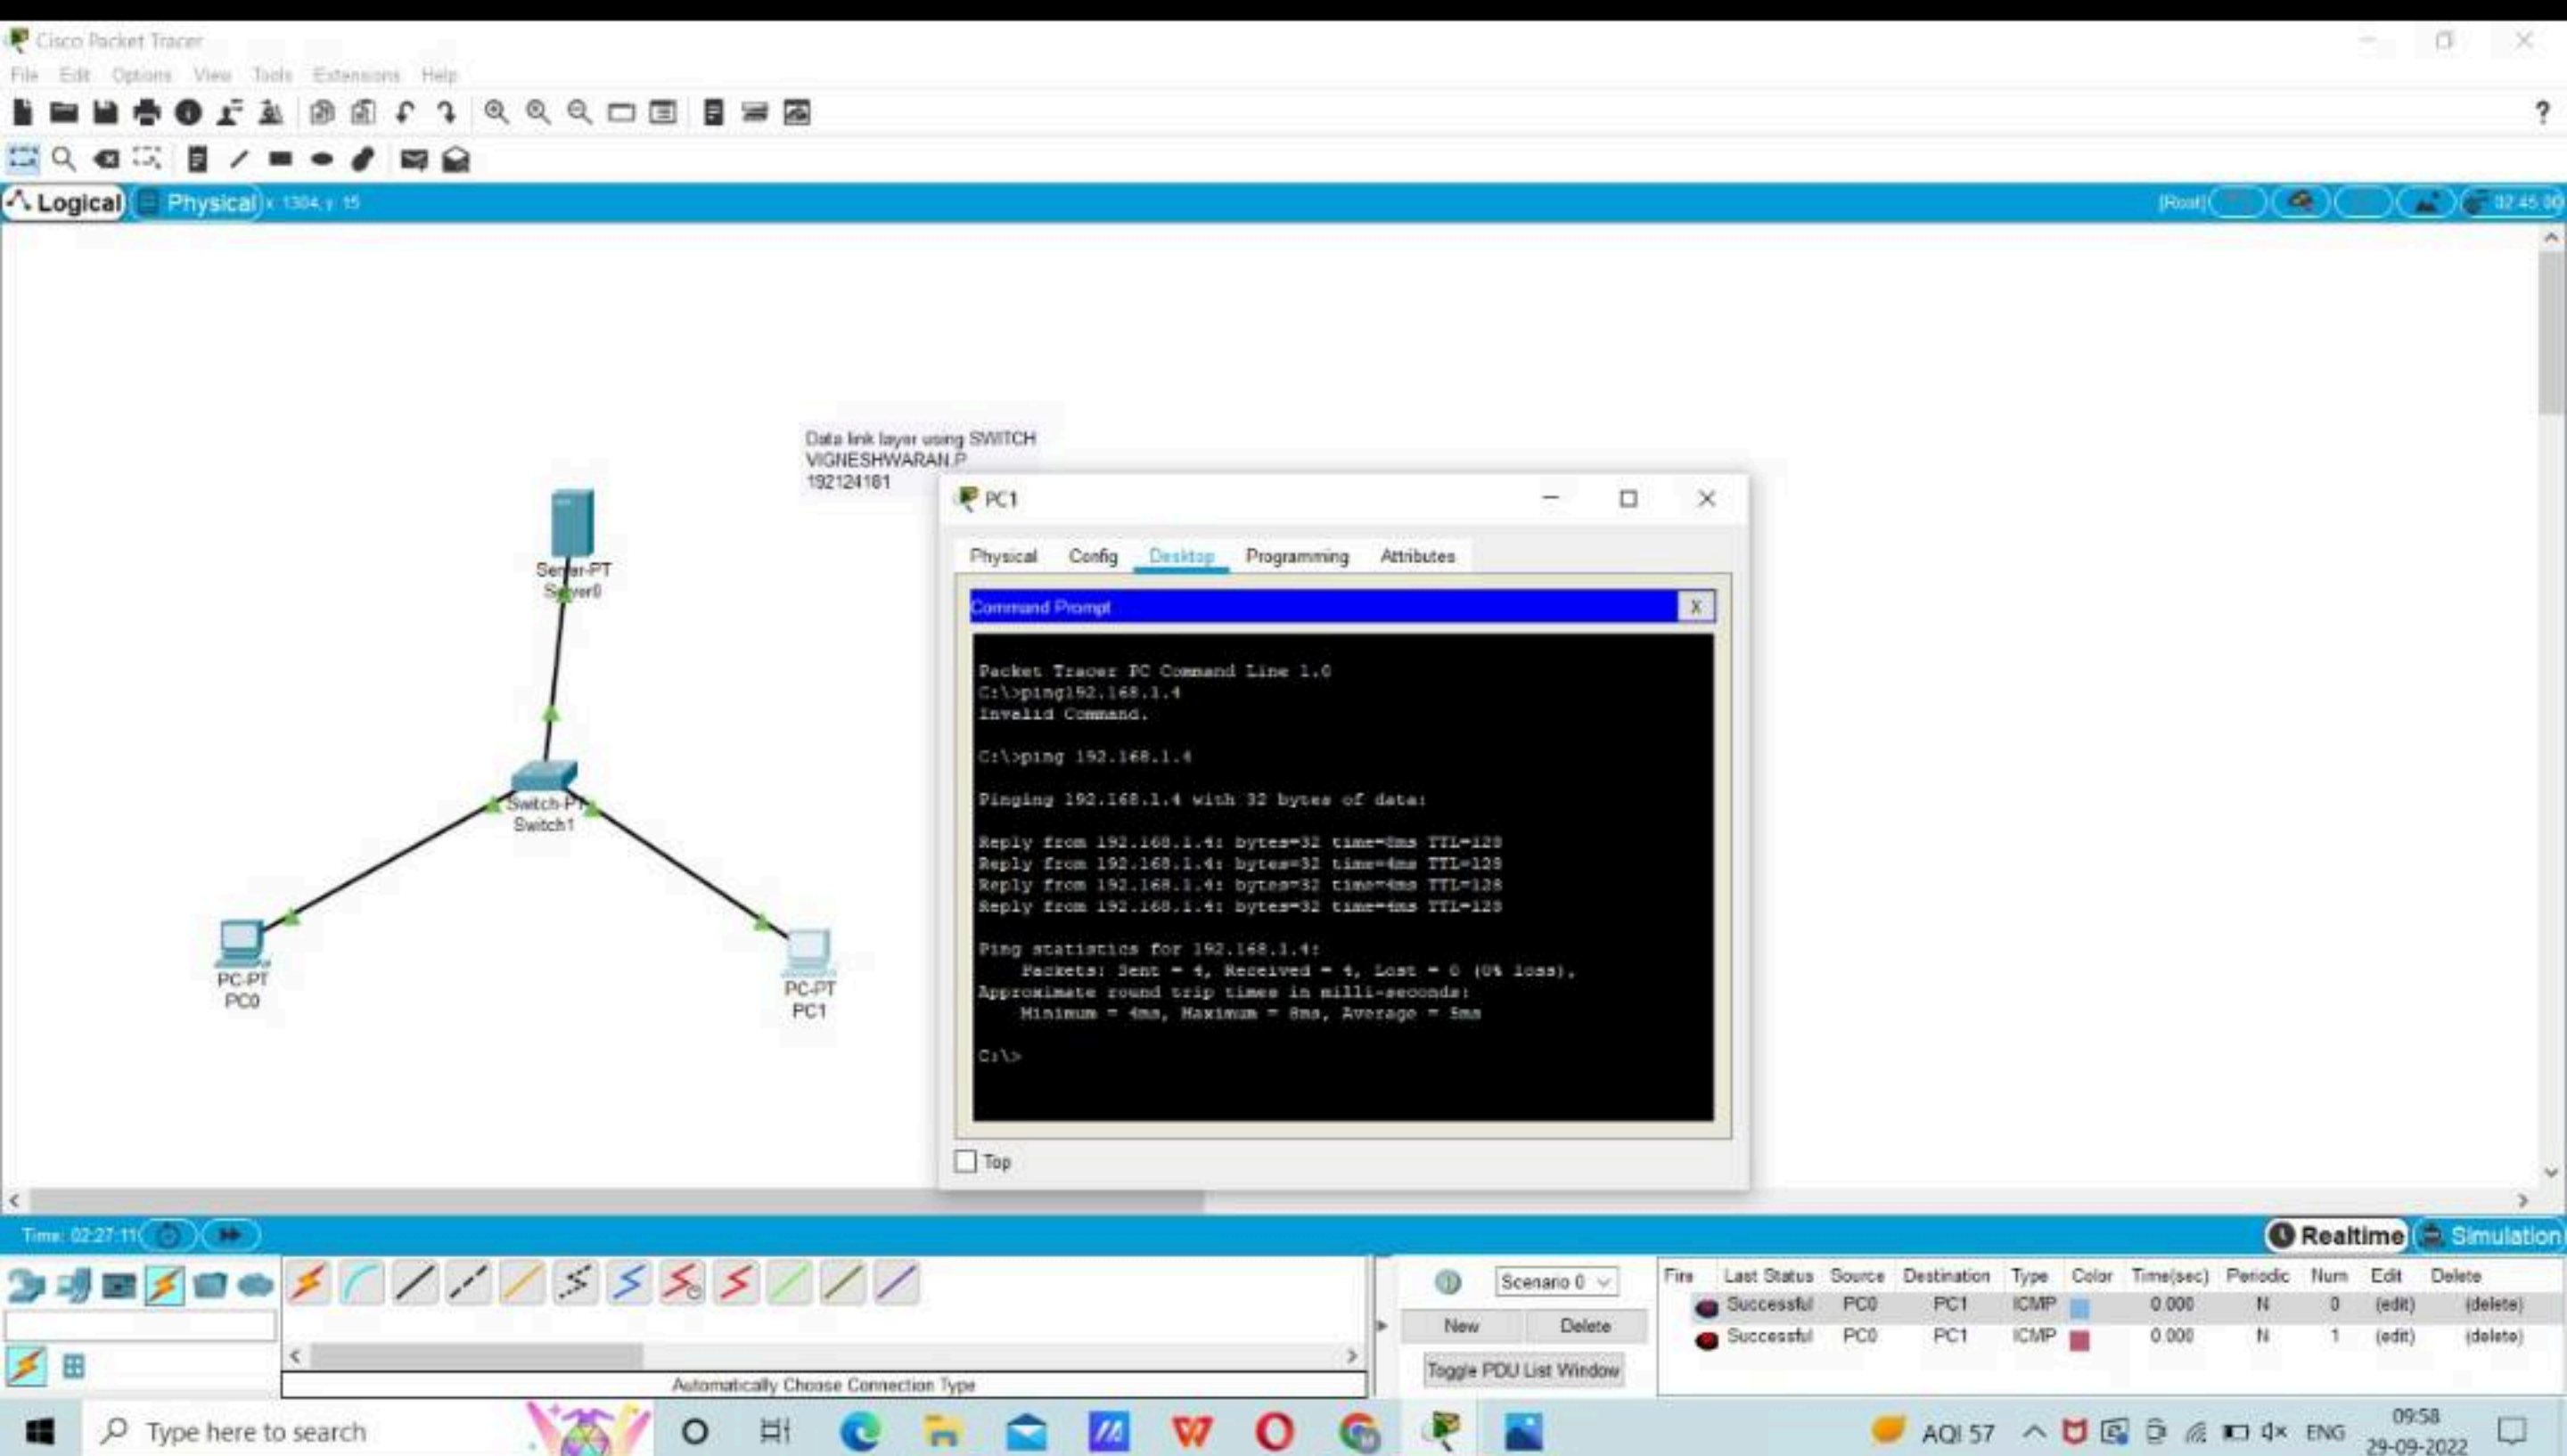 Cisco Packet Tracer
File Edit Options View Tools Extensions Help
?
Logical Physical x 1304, y 15 [Root] 02:45:00
Data link layer using SWITCH
VIGNESHWARAN.P
192124181
Server-PT
Server0
Switch-PT
Switch1
PC-PT
PC0
PC-PT
PC1
PC1
Physical Config Desktop Programming Attributes
Command Prompt X
Packet Tracer PC Command Line 1.0
C:\>ping192.168.1.4
Invalid Command.
C:\>ping 192.168.1.4
Pinging 192.168.1.4 with 32 bytes of data:
Reply from 192.168.1.4: bytes=32 time=8ms TTL=128
Reply from 192.168.1.4: bytes=32 time=4ms TTL=128
Reply from 192.168.1.4: bytes=32 time=4ms TTL=128
Reply from 192.168.1.4: bytes=32 time=4ms TTL=128
Ping statistics for 192.168.1.4:
Packets: Sent = 4, Received = 4, Lost = 0 (0% loss),
Approximate round trip times in milli-seconds:
Minimum = 4ms, Maximum = 8ms, Average = 5ms
C:\>
Top
Time: 02:27:11 Realtime Simulation
Scenario 0
New Delete
Toggle PDU List Window
Fire Last Status Source Destination Type Color Time(sec) Periodic Num Edit Delete
Successful PC0 PC1 ICMP 0.000 N 0 (edit) (delete)
Successful PC0 PC1 ICMP 0.000 N 1 (edit) (delete)
Automatically Choose Connection Type
Type here to search
AQI 57 ENG 09:58
29-09-2022